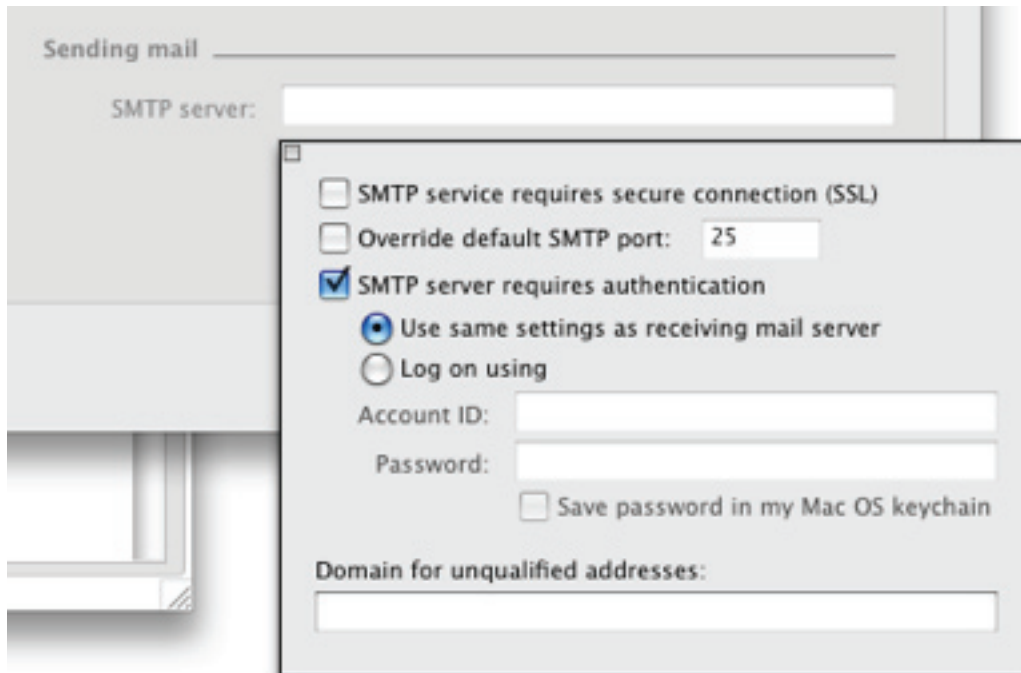 Sending mail
SMTP server:
SMTP service requires secure connection (SSL)
Override default SMTP port: 25
SMTP server requires authentication
Use same settings as receiving mail server
Log on using
Account ID:
Password:
Save password in my Mac OS keychain
Domain for unqualified addresses: